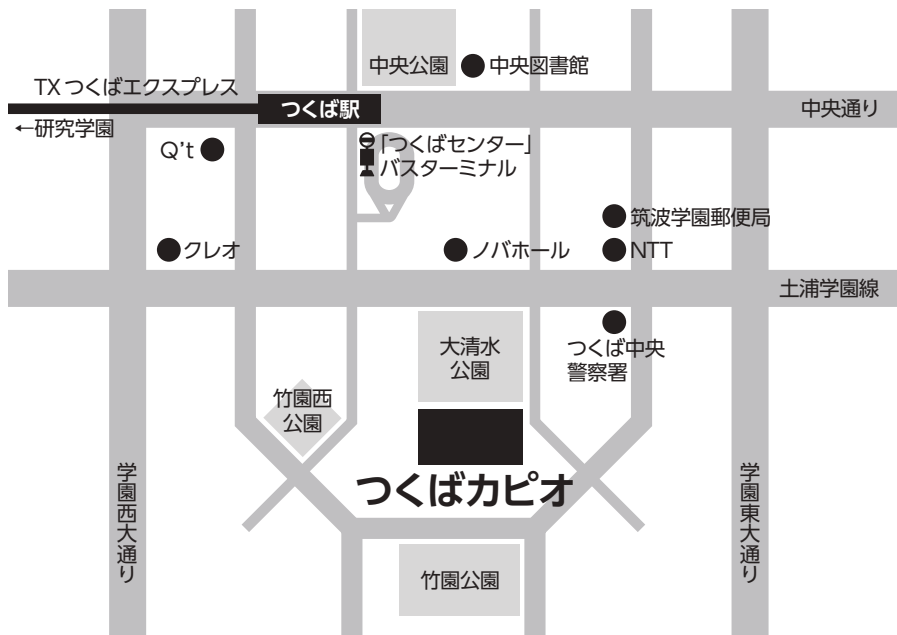 中央公園
中央図書館
TX つくばエクスプレス
つくば駅
中央通り
←研究学園
Q't
「つくばセンター」
バスターミナル
筑波学園郵便局
クレオ
ノバホール
NTT
土浦学園線
大清水
公園
つくば中央
警察署
竹園西
公園
つくばカピオ
学園西大通り
学園東大通り
竹園公園